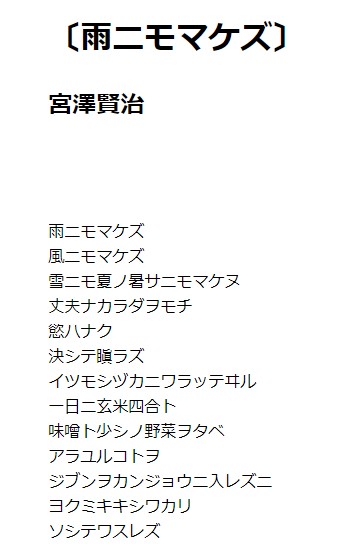 〔雨ニモマケズ〕
宮澤賢治
雨ニモマケズ
風ニモマケズ
雪ニモ夏ノ暑サニモマケヌ
丈夫ナカラダヲモチ
慾ハナク
決シテ瞋ラズ
イツモシヅカニワラッテヰル
一日ニ玄米四合ト
味噌ト少シノ野菜ヲタベ
アラユルコトヲ
ジブンヲカンジョウニ入レズニ
ヨクミキキシワカリ
ソシテワスレズ